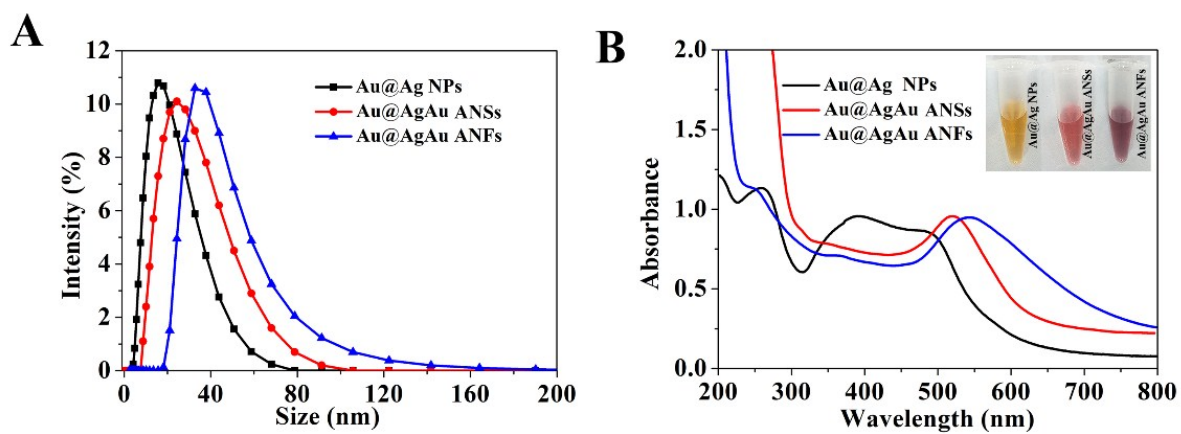 A
12
10
8
6
4
2
0
Intensity (%)
Au@Ag NPs
Au@AgAu ANSs
Au@AgAu ANFs
0 40 80 120 160 200
Size (nm)
B
2.0
1.5
1.0
0.5
0.0
Absorbance
Au@Ag NPs
Au@AgAu ANSs
Au@AgAu ANFs
Au@Ag NPs
Au@AgAu ANSs
Au@AgAu ANFs
200 300 400 500 600 700 800
Wavelength (nm)